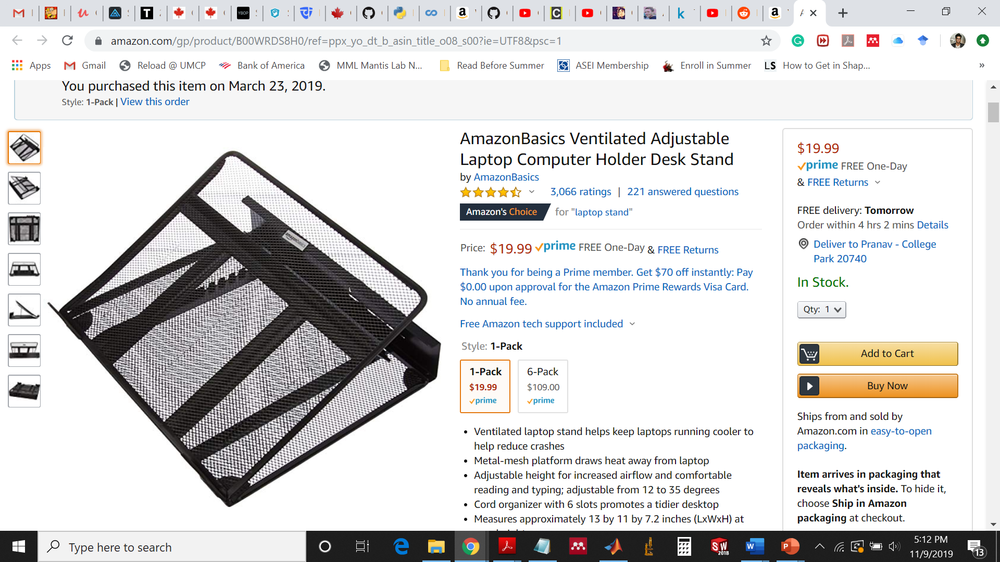 YBOP
amazon.com/gp/product/B00WRDS8H0/ref=ppx_yo_dt_b_asin_title_o08_s00?ie=UTF8&psc=1
Apps Gmail Reload @ UMCP Bank of America MML Mantis Lab N... Read Before Summer ASEI Membership Enroll in Summer LS How to Get in Shap... »
You purchased this item on March 23, 2019.
Style: 1-Pack | View this order
AmazonBasics Ventilated Adjustable
Laptop Computer Holder Desk Stand
by AmazonBasics
3,066 ratings | 221 answered questions
Amazon's Choice for "laptop stand"
Price: $19.99 prime FREE One-Day & FREE Returns
Thank you for being a Prime member. Get $70 off instantly: Pay
$0.00 upon approval for the Amazon Prime Rewards Visa Card.
No annual fee.
Free Amazon tech support included
Style: 1-Pack
1-Pack
$19.99
prime
6-Pack
$109.00
prime
• Ventilated laptop stand helps keep laptops running cooler to
help reduce crashes
• Metal-mesh platform draws heat away from laptop
• Adjustable height for increased airflow and comfortable
reading and typing; adjustable from 12 to 35 degrees
• Cord organizer with 6 slots promotes a tidier desktop
• Measures approximately 13 by 11 by 7.2 inches (LxWxH) at
amazonbasics
$19.99
prime FREE One-Day
& FREE Returns
FREE delivery: Tomorrow
Order within 4 hrs 2 mins Details
Deliver to Pranav - College
Park 20740
In Stock.
Qty: 1
Add to Cart
Buy Now
Ships from and sold by
Amazon.com in easy-to-open
packaging.
Item arrives in packaging that
reveals what's inside. To hide it,
choose Ship in Amazon
packaging at checkout.
Type here to search
SW
2018
5:12 PM
11/9/2019
13